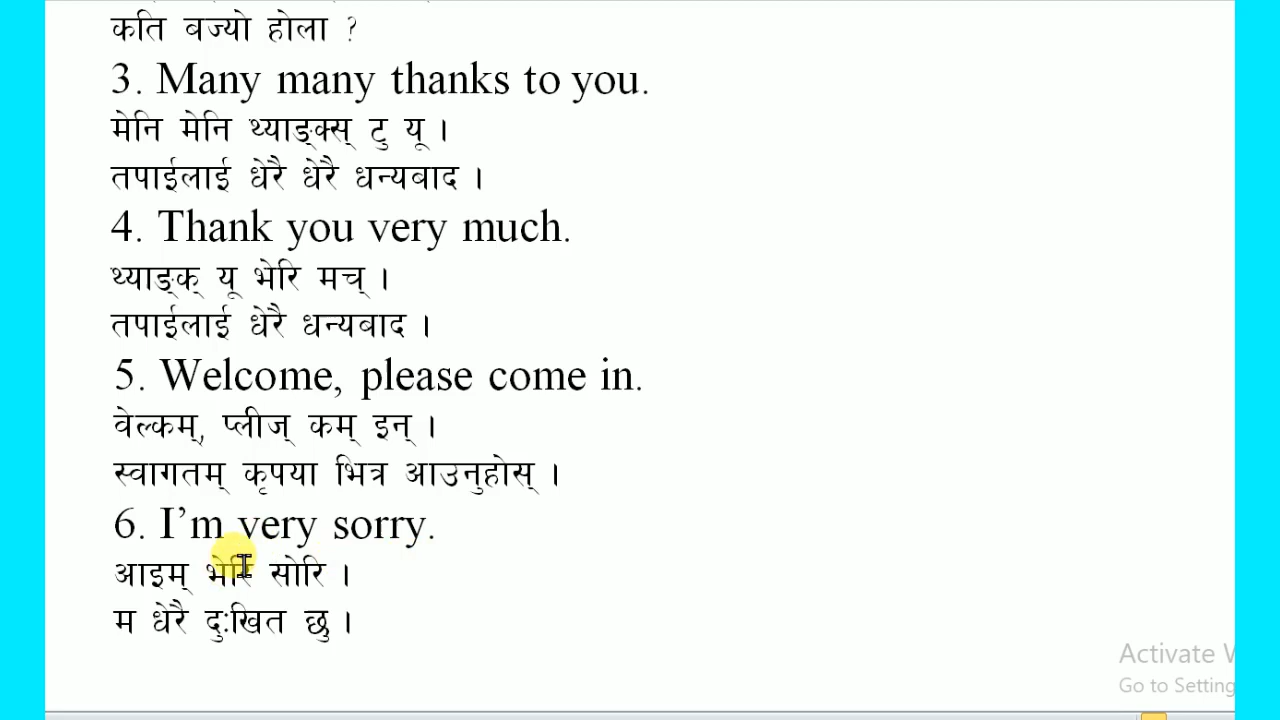 कति बज्यो होला ?
3. Many many thanks to you.
मेनि मेनि थ्याङ्क्स् टु यू ।
तपाईलाई धेरै धेरै धन्यबाद ।
4. Thank you very much.
थ्याङ्क् यू भेरि मच् ।
तपाईलाई धेरै धन्यबाद ।
5. Welcome, please come in.
वेल्कम्, प्लीज् कम् इन् ।
स्वागतम् कृपया भित्र आउनुहोस् ।
6. I’m very sorry.
आइम् भेरि सोरि ।
म धेरै दुःखित छु ।
Activate
Go to Setting